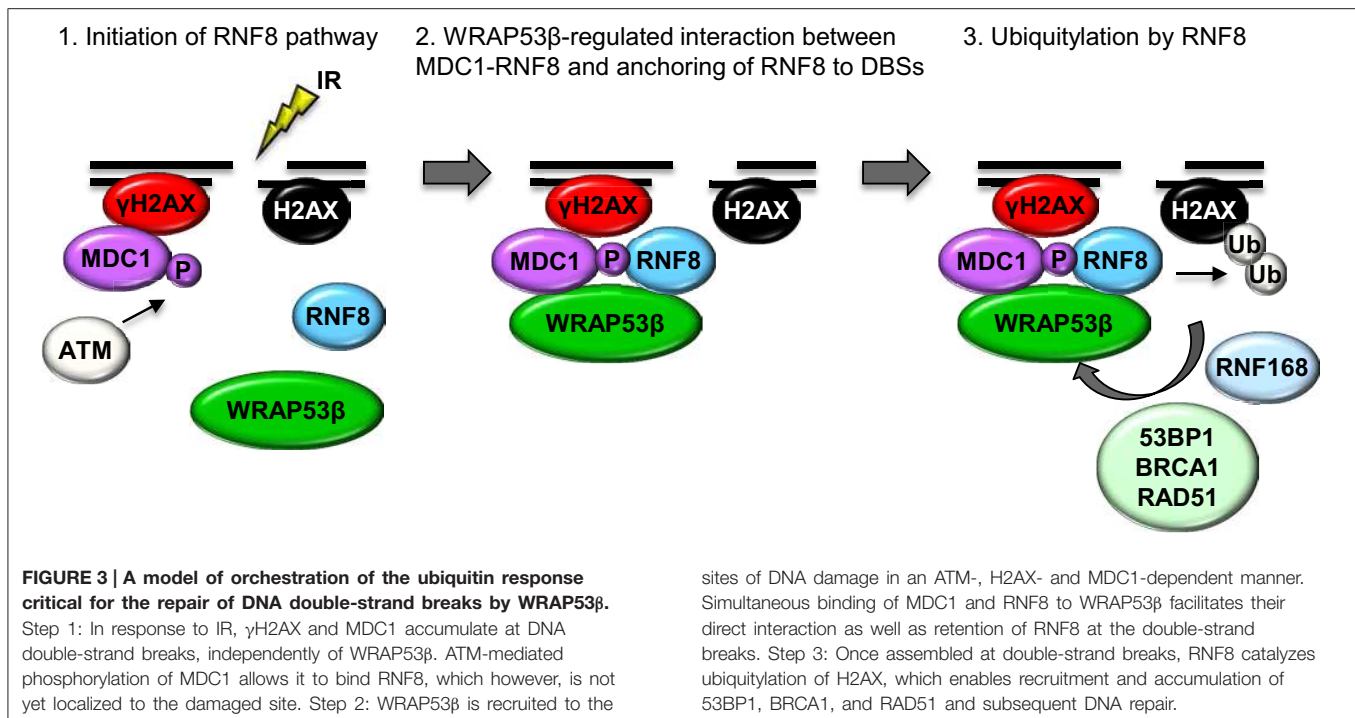 1. Initiation of RNF8 pathway
2. WRAP53β-regulated interaction between
MDC1-RNF8 and anchoring of RNF8 to DBSs
3. Ubiquitylation by RNF8
IR
γH2AX
H2AX
MDC1
P
RNF8
ATM
WRAP53β
γH2AX
H2AX
MDC1
P
RNF8
WRAP53β
γH2AX
H2AX
Ub
Ub
MDC1
P
RNF8
WRAP53β
RNF168
53BP1
BRCA1
RAD51
FIGURE 3 | A model of orchestration of the ubiquitin response
critical for the repair of DNA double-strand breaks by WRAP53β.
Step 1: In response to IR, γH2AX and MDC1 accumulate at DNA
double-strand breaks, independently of WRAP53β. ATM-mediated
phosphorylation of MDC1 allows it to bind RNF8, which however, is not
yet localized to the damaged site. Step 2: WRAP53β is recruited to the
sites of DNA damage in an ATM-, H2AX- and MDC1-dependent manner.
Simultaneous binding of MDC1 and RNF8 to WRAP53β facilitates their
direct interaction as well as retention of RNF8 at the double-strand
breaks. Step 3: Once assembled at double-strand breaks, RNF8 catalyzes
ubiquitylation of H2AX, which enables recruitment and accumulation of
53BP1, BRCA1, and RAD51 and subsequent DNA repair.